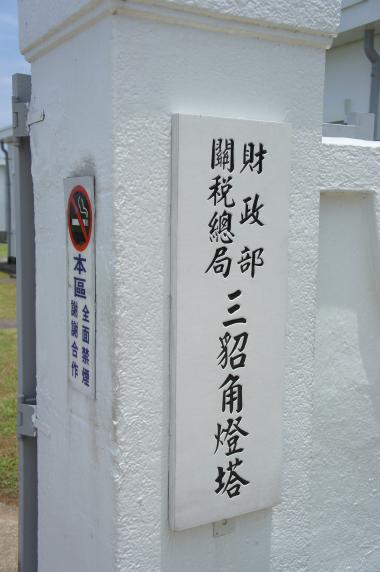 財政部
關稅總局
三貂角燈塔
本區
全面禁煙
謝謝合作